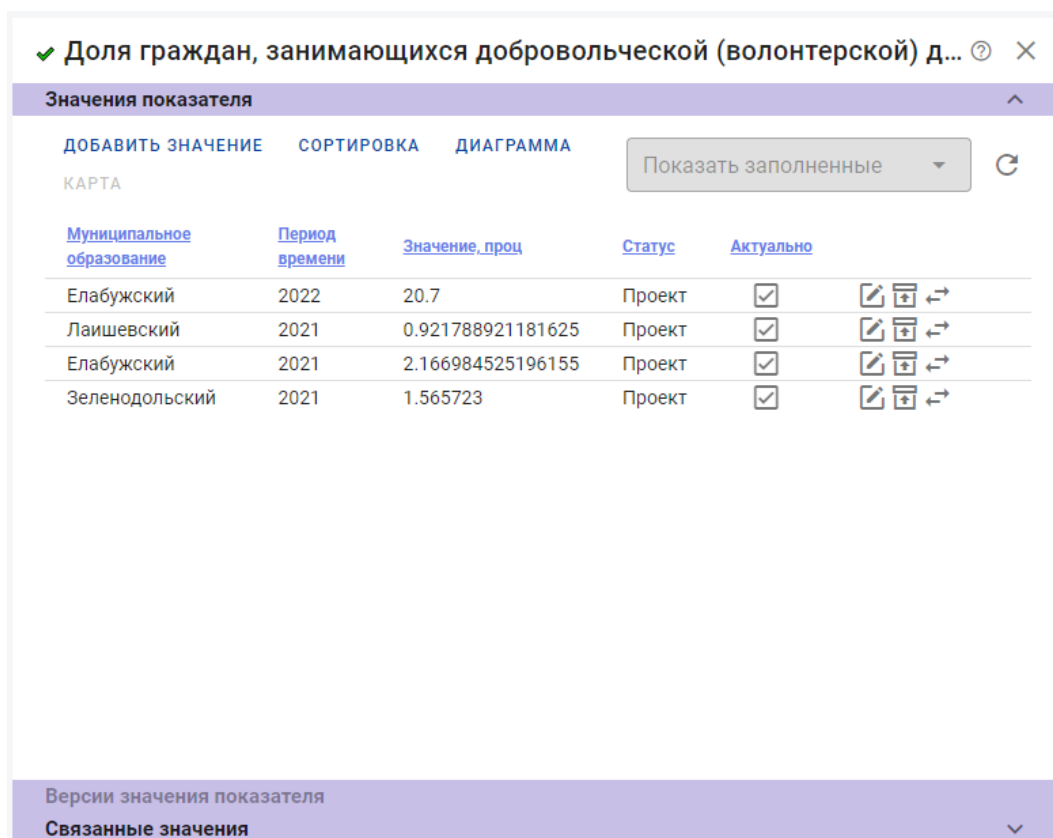 Доля граждан, занимающихся добровольческой (волонтерской) д...
Значения показателя
ДОБАВИТЬ ЗНАЧЕНИЕ СОРТИРОВКА ДИАГРАММА
КАРТА
Показать заполненные
Муниципальное образование Период времени Значение, проц Статус Актуально
Елабужский 2022 20.7 Проект
Лаишевский 2021 0.921788921181625 Проект
Елабужский 2021 2.166984525196155 Проект
Зеленодольский 2021 1.565723 Проект
Версии значения показателя
Связанные значения